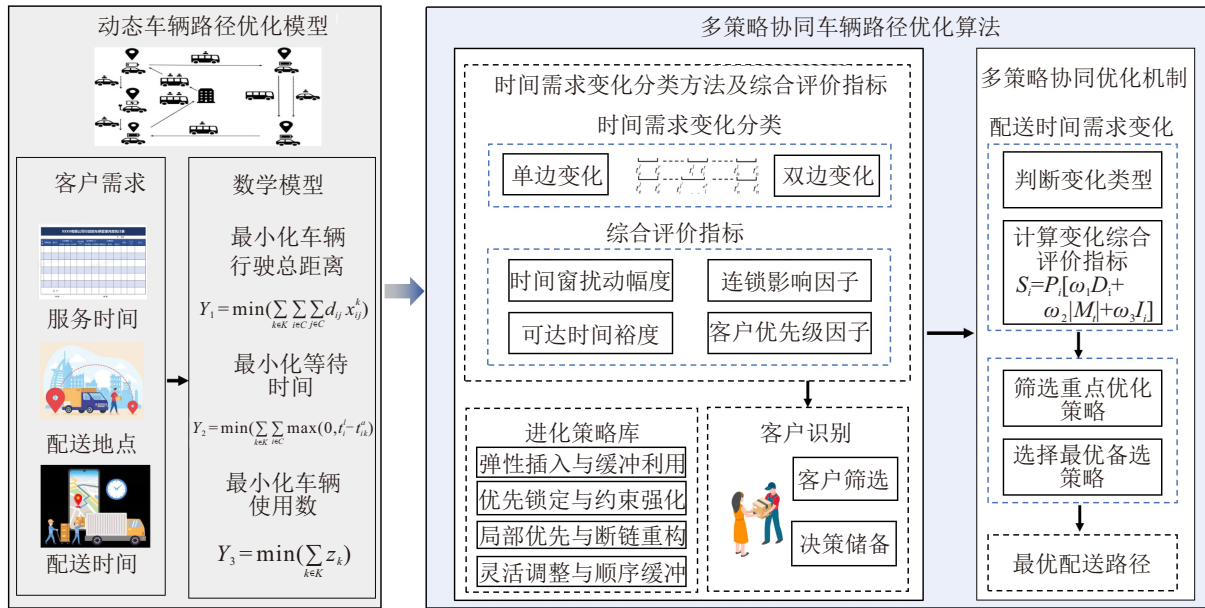 动态车辆路径优化模型
客户需求
服务时间
配送地点
配送时间
数学模型
最小化车辆
行驶总距离
Y₁=min(∑k∈K ∑i∈C ∑j∈C dᵢⱼ xᵢⱼᵏ)
最小化等待
时间
Y₂=min(∑k∈K ∑i∈C max(0,tᵢˡ−tᵢₖᵃ)
最小化车辆
使用数
Y₃=min(∑k∈K zₖ)
多策略协同车辆路径优化算法
时间需求变化分类方法及综合评价指标
时间需求变化分类
单边变化
双边变化
综合评价指标
时间窗扰动幅度
连锁影响因子
可达时间裕度
客户优先级因子
进化策略库
弹性插入与缓冲利用
优先锁定与约束强化
局部优先与断链重构
灵活调整与顺序缓冲
客户识别
客户筛选
决策储备
多策略协同优化机制
配送时间需求变化
判断变化类型
计算变化综合
评价指标
Sᵢ=Pᵢ[ω₁Dᵢ+
ω₂|Mᵢ|+ω₃Iᵢ]
筛选重点优化
策略
选择最优备选
策略
最优配送路径